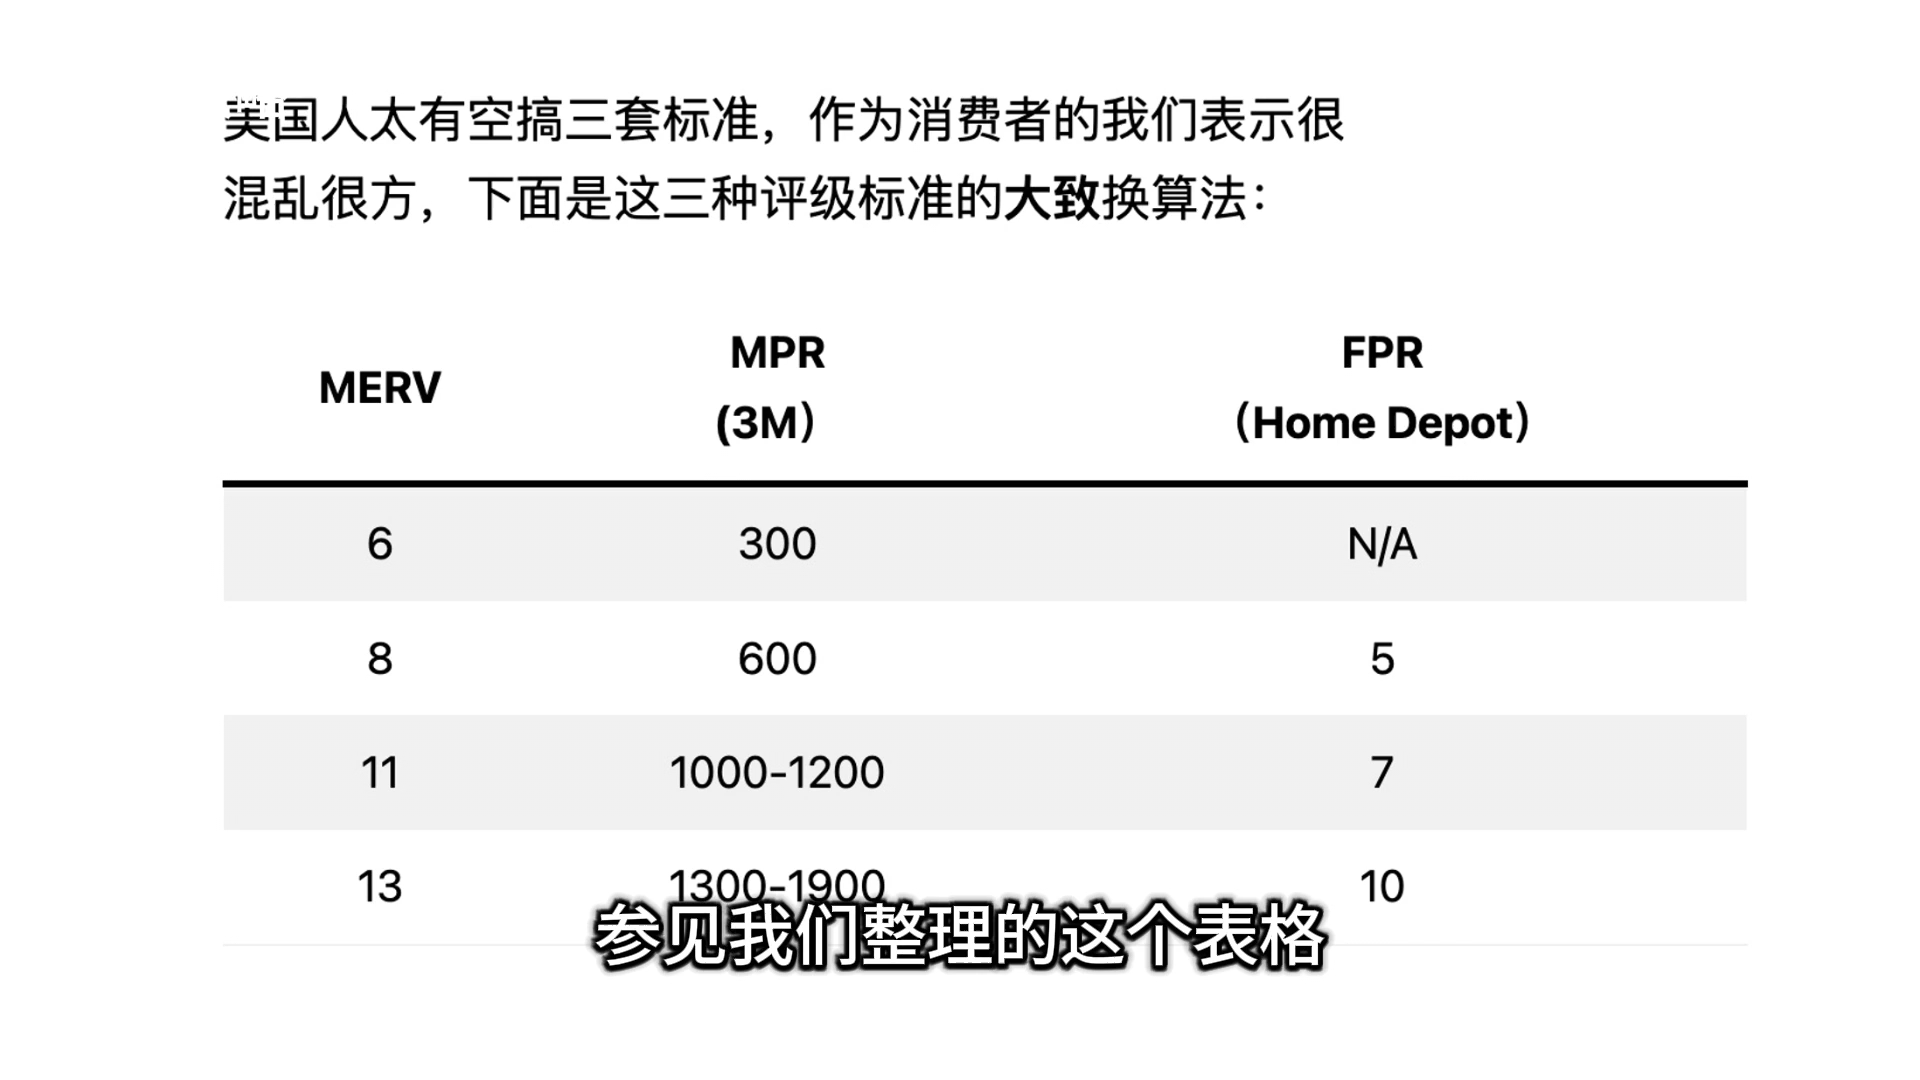 美国人太有空搞三套标准，作为消费者的我们表示很
混乱很方，下面是这三种评级标准的大致换算法：
MERV MPR (3M） FPR （Home Depot）
6 300 N/A
8 600 5
11 1000-1200 7
13 1300-1900 10
参见我们整理的这个表格